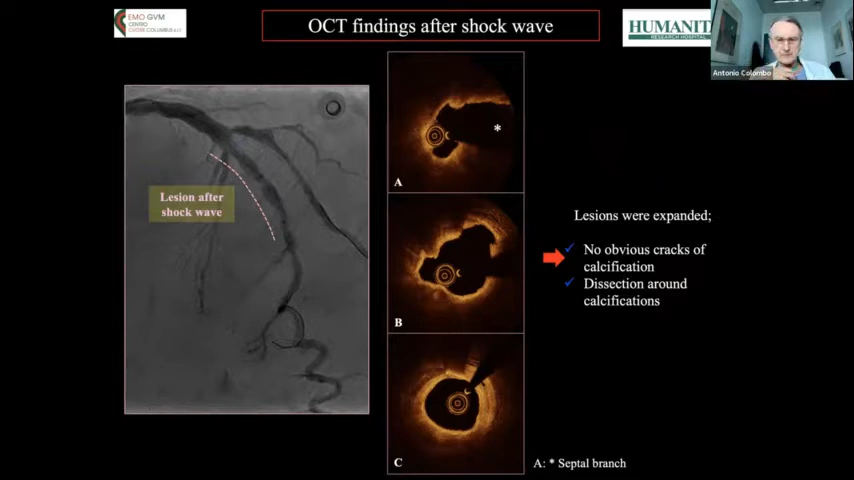 EMO GVM
CENTRO
CUORE COLUMBUS
OCT findings after shock wave
HUMANIT
RESEARCH HOSPITAL
Antonio Colombo
Lesion after
shock wave
*
A
B
C
Lesions were expanded;
No obvious cracks of
calcification
Dissection around
calcifications
A: * Septal branch